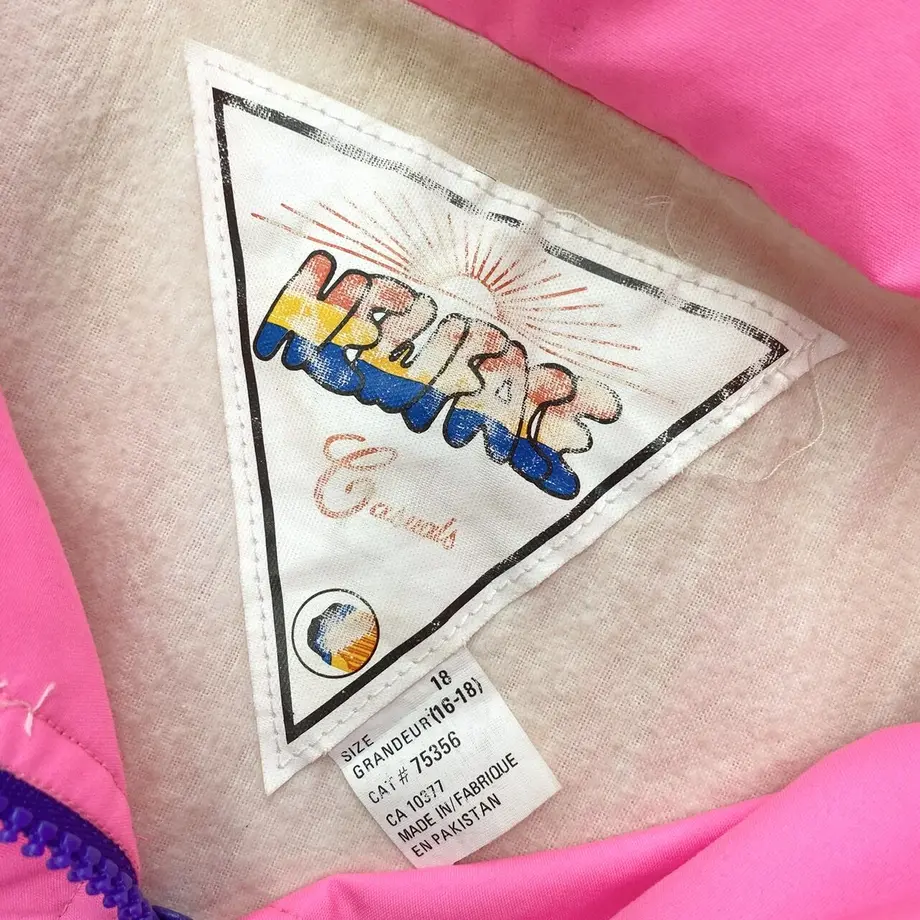 Casuals
SIZE 18
GRANDEUR (16-18)
CAT # 75356
CA 10377
MADE IN/FABRIQUE
EN PAKISTAN